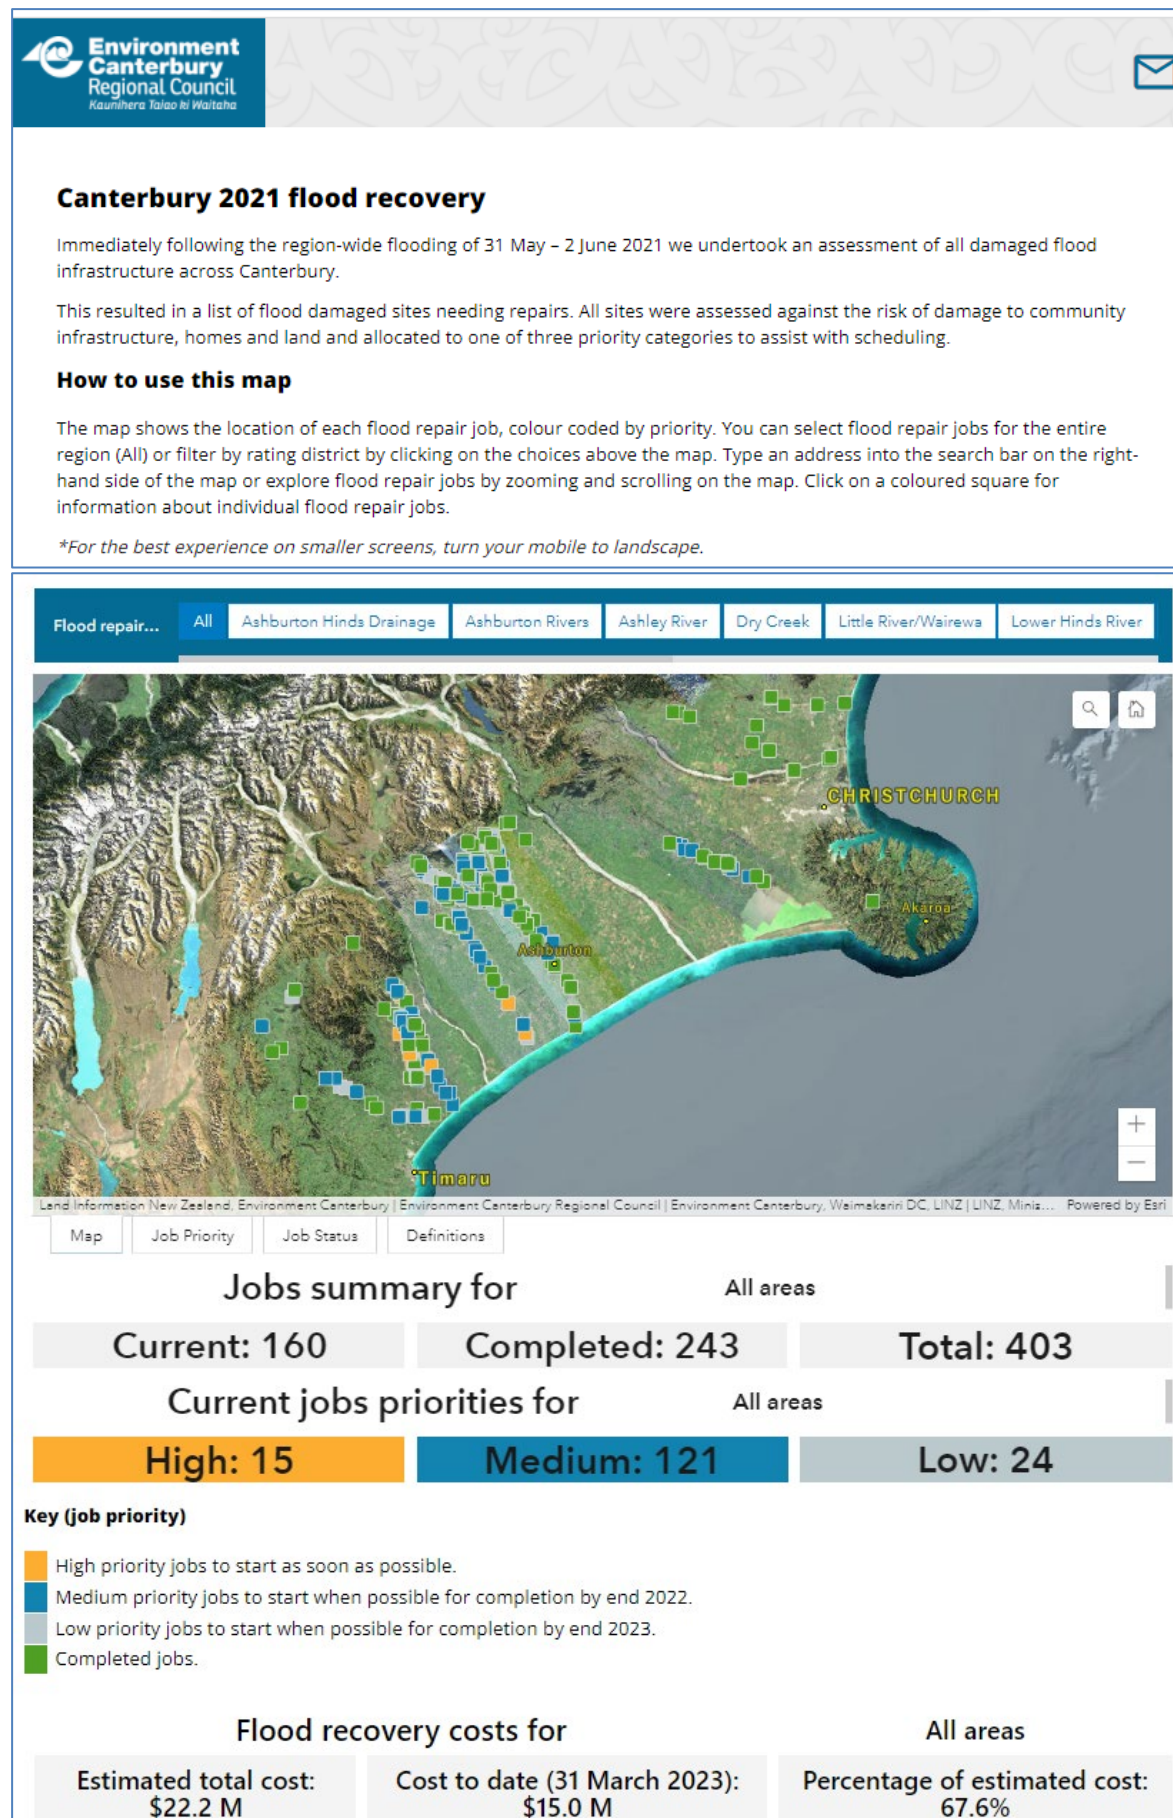 Environment
Canterbury
Regional Council
Kaunihera Taiao ki Waitaha
Canterbury 2021 flood recovery
Immediately following the region-wide flooding of 31 May – 2 June 2021 we undertook an assessment of all damaged flood
infrastructure across Canterbury.
This resulted in a list of flood damaged sites needing repairs. All sites were assessed against the risk of damage to community
infrastructure, homes and land and allocated to one of three priority categories to assist with scheduling.
How to use this map
The map shows the location of each flood repair job, colour coded by priority. You can select flood repair jobs for the entire
region (All) or filter by rating district by clicking on the choices above the map. Type an address into the search bar on the right-
hand side of the map or explore flood repair jobs by zooming and scrolling on the map. Click on a coloured square for
information about individual flood repair jobs.
*For the best experience on smaller screens, turn your mobile to landscape.
Flood repair... All Ashburton Hinds Drainage Ashburton Rivers Ashley River Dry Creek Little River/Wairewa Lower Hinds River
CHRISTCHURCH
Akaroa
Ashburton
Timaru
Land Information New Zealand, Environment Canterbury | Environment Canterbury Regional Council | Environment Canterbury, Waimakariri DC, LINZ | LINZ, Minis... Powered by Esri
Map Job Priority Job Status Definitions
Jobs summary for All areas
Current: 160 Completed: 243 Total: 403
Current jobs priorities for All areas
High: 15 Medium: 121 Low: 24
Key (job priority)
High priority jobs to start as soon as possible.
Medium priority jobs to start when possible for completion by end 2022.
Low priority jobs to start when possible for completion by end 2023.
Completed jobs.
Flood recovery costs for All areas
Estimated total cost: Cost to date (31 March 2023): Percentage of estimated cost:
$22.2 M $15.0 M 67.6%